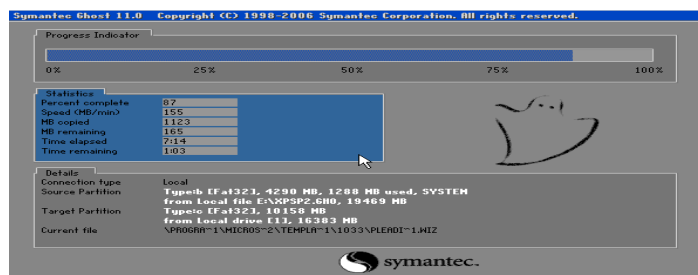 Symantec Ghost 11.0 Copyright (C) 1998-2006 Symantec Corporation. All rights reserved.
Progress Indicator
0% 25% 50% 75% 100%
Statistics
Percent complete 87
Speed (MB/min) 155
MB copied 1123
MB remaining 165
Time elapsed 7:14
Time remaining 1:03
Details
Connection type Local
Source Partition Type:b [Fat32], 4290 MB, 1288 MB used, SYSTEM
from Local file E:\XPSP2.GHO, 19469 MB
Target Partition Type:c [Fat32], 10158 MB
from Local drive [1], 16383 MB
Current file \PROGRA~1\MICROS~2\TEMPLA~1\1033\PLEADI~1.WIZ
symantec.